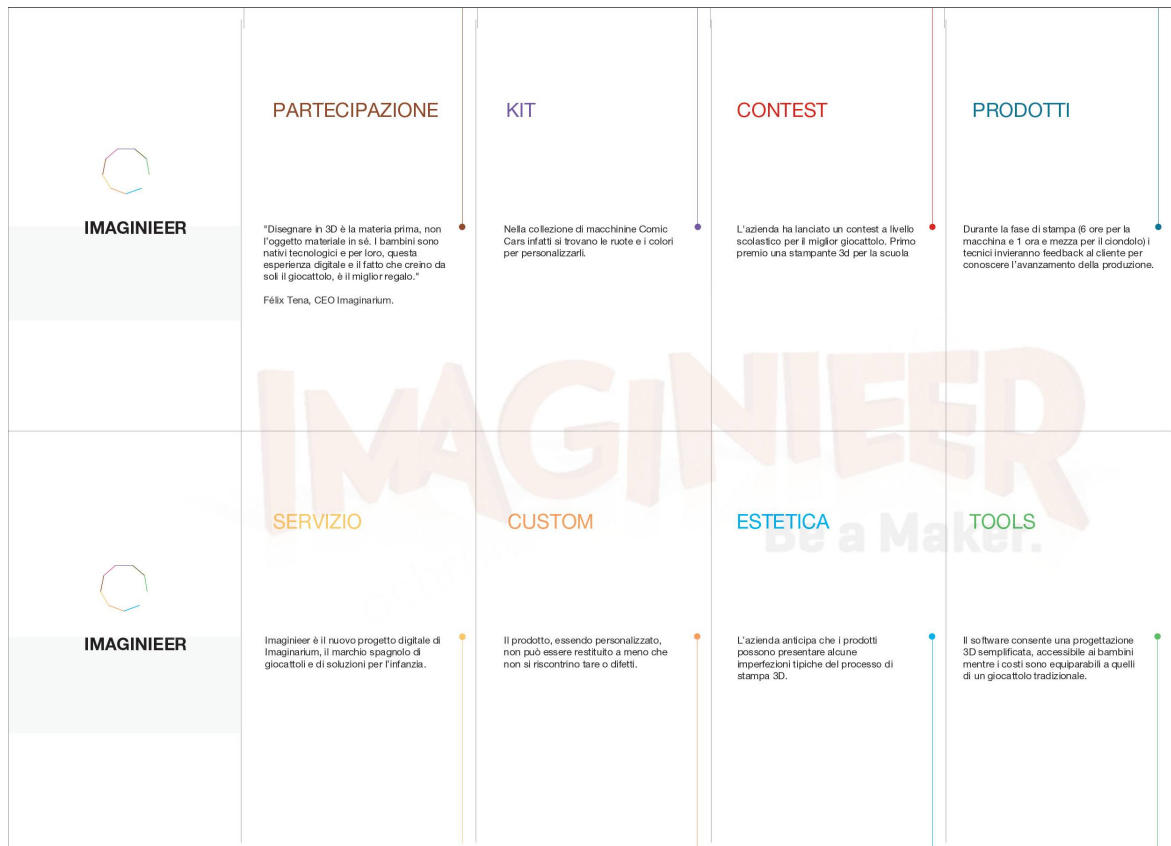 PARTECIPAZIONE
KIT
CONTEST
PRODOTTI
IMAGINIEER
"Disegnare in 3D è la materia prima, non
l'oggetto materiale in sé. I bambini sono
nativi tecnologici e per loro, questa
esperienza digitale e il fatto che creino da
soli il giocattolo, è il miglior regalo."
Félix Tena, CEO Imaginarium.
Nella collezione di macchinine Comic
Cars infatti si trovano le ruote e i colori
per personalizzarli.
L'azienda ha lanciato un contest a livello
scolastico per il miglior giocattolo. Primo
premio una stampante 3d per la scuola
Durante la fase di stampa (6 ore per la
macchina e 1 ora e mezza per il ciondolo) i
tecnici invieranno feedback al cliente per
conoscere l'avanzamento della produzione.
IMAGINIEER
Be a Maker.
SERVIZIO
CUSTOM
ESTETICA
TOOLS
IMAGINIEER
Imaginieer è il nuovo progetto digitale di
Imaginarium, il marchio spagnolo di
giocattoli e di soluzioni per l'infanzia.
Il prodotto, essendo personalizzato,
non può essere restituito a meno che
non si riscontrino tare o difetti.
L'azienda anticipa che i prodotti
possono presentare alcune
imperfezioni tipiche del processo di
stampa 3D.
Il software consente una progettazione
3D semplificata, accessibile ai bambini
mentre i costi sono equiparabili a quelli
di un giocattolo tradizionale.